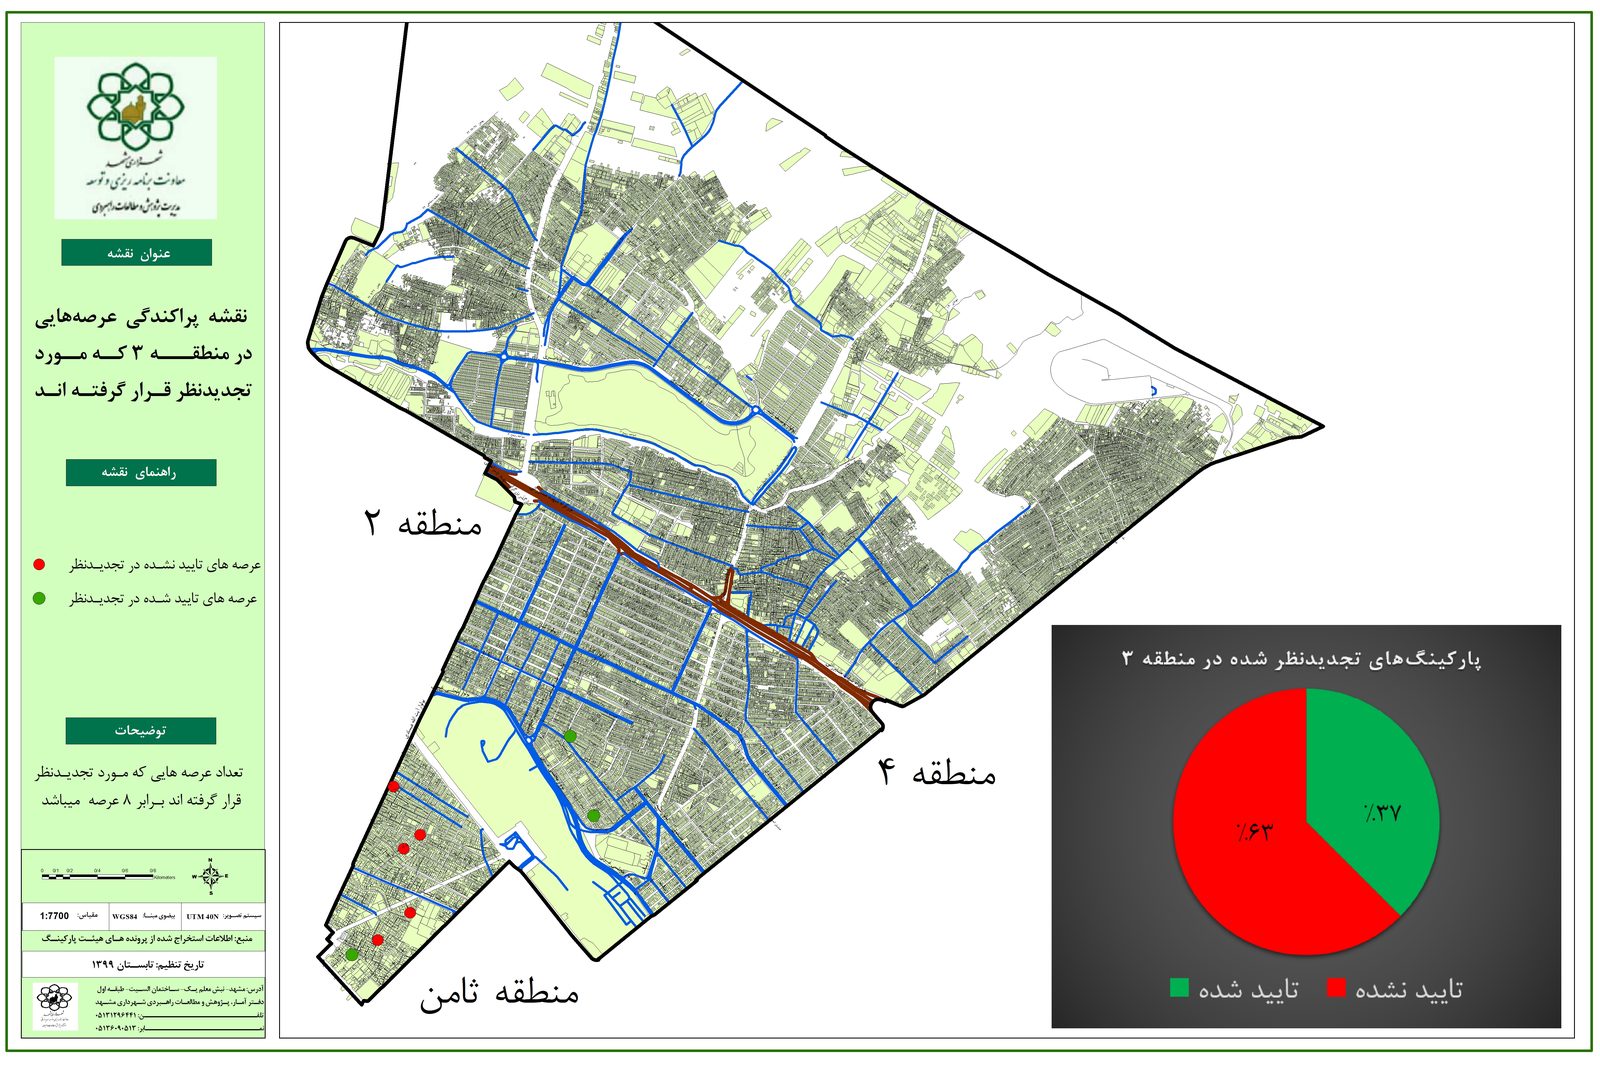 شهرداری مشهد
معاونت برنامه ریزی و توسعه
مدیریت پژوهش و مطالعات راهبردی
عنوان نقشه
نقشه پراکندگی عرصه‌هایی
در منطقه ۳ که مورد
تجدیدنظر قرار گرفته اند
راهنمای نقشه
عرصه های تایید نشده در تجدیدنظر
عرصه های تایید شده در تجدیدنظر
توضیحات
تعداد عرصه هایی که مورد تجدیدنظر
قرار گرفته اند برابر ۸ عرصه میباشد
N
W E
S
Kilometers
سیستم تصویر: UTM 40N
بیضوی مبنا: WGS84
مقیاس: 1:7700
منبع: اطلاعات استخراج شده از پرونده های هیئت پارکینگ
تاریخ تنظیم: تابستان ۱۳۹۹
آدرس: مشهد - نبش معلم یک - ساختمان السیت - طبقه اول
دفتر آمار، پژوهش و مطالعات راهبردی شهرداری مشهد
تلفن: ۰۵۱۳۱۲۹۶۴۴۱
نمابر: ۰۵۱۳۶۰۹۰۵۱۳
منطقه ۲
منطقه ۴
منطقه ثامن
پارکینگ‌های تجدیدنظر شده در منطقه ۳
٪۳۷
٪۶۳
تایید نشده
تایید شده